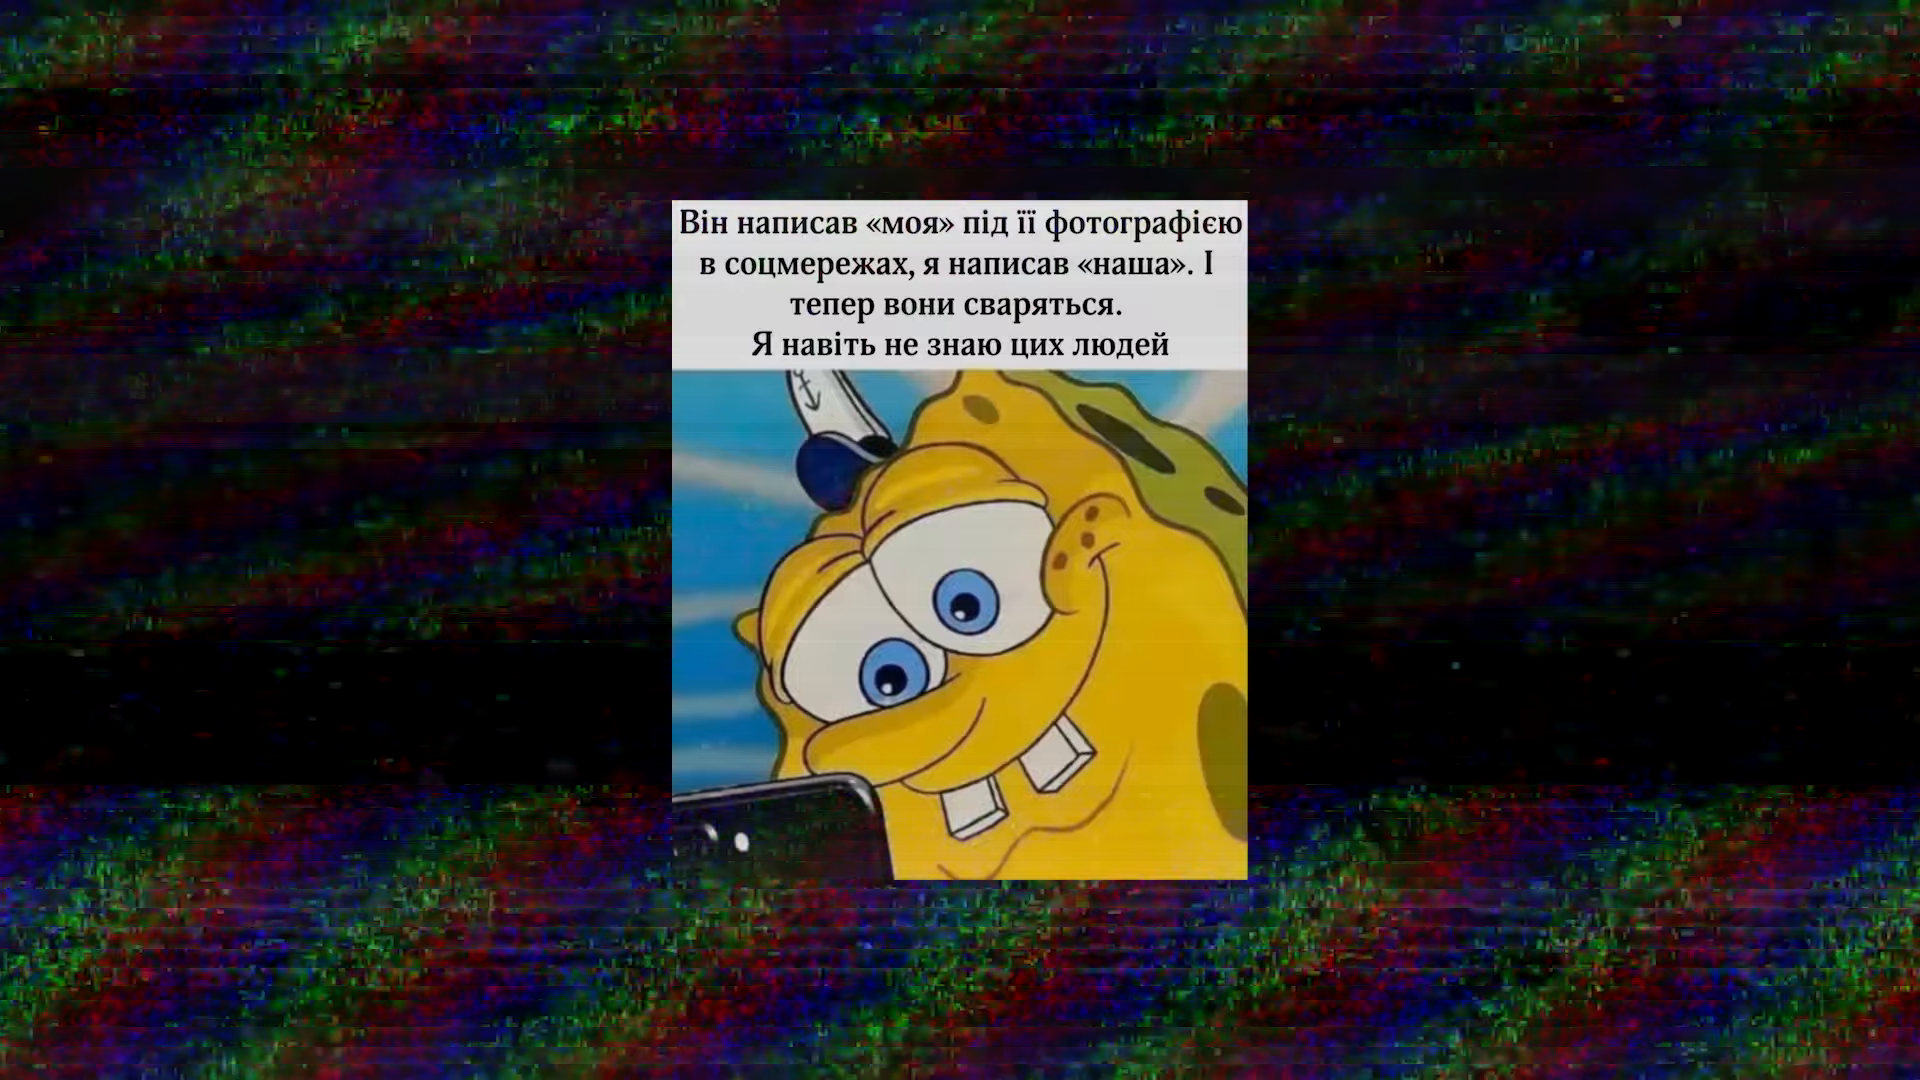 Він написав «моя» під її фотографією
в соцмережах, я написав «наша». І
тепер вони сваряться.
Я навіть не знаю цих людей